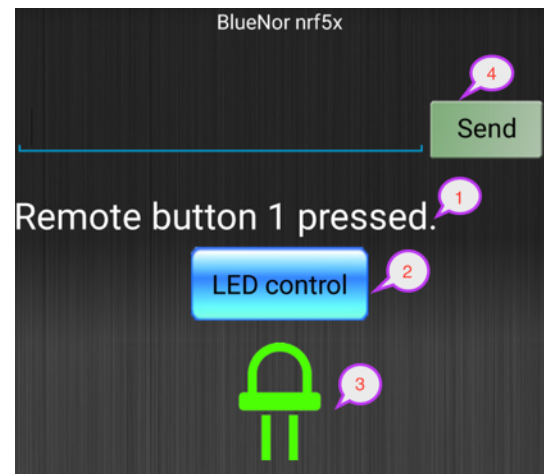 BlueNor nrf5x
4
Send
Remote button 1 pressed.
1
LED control
2
3